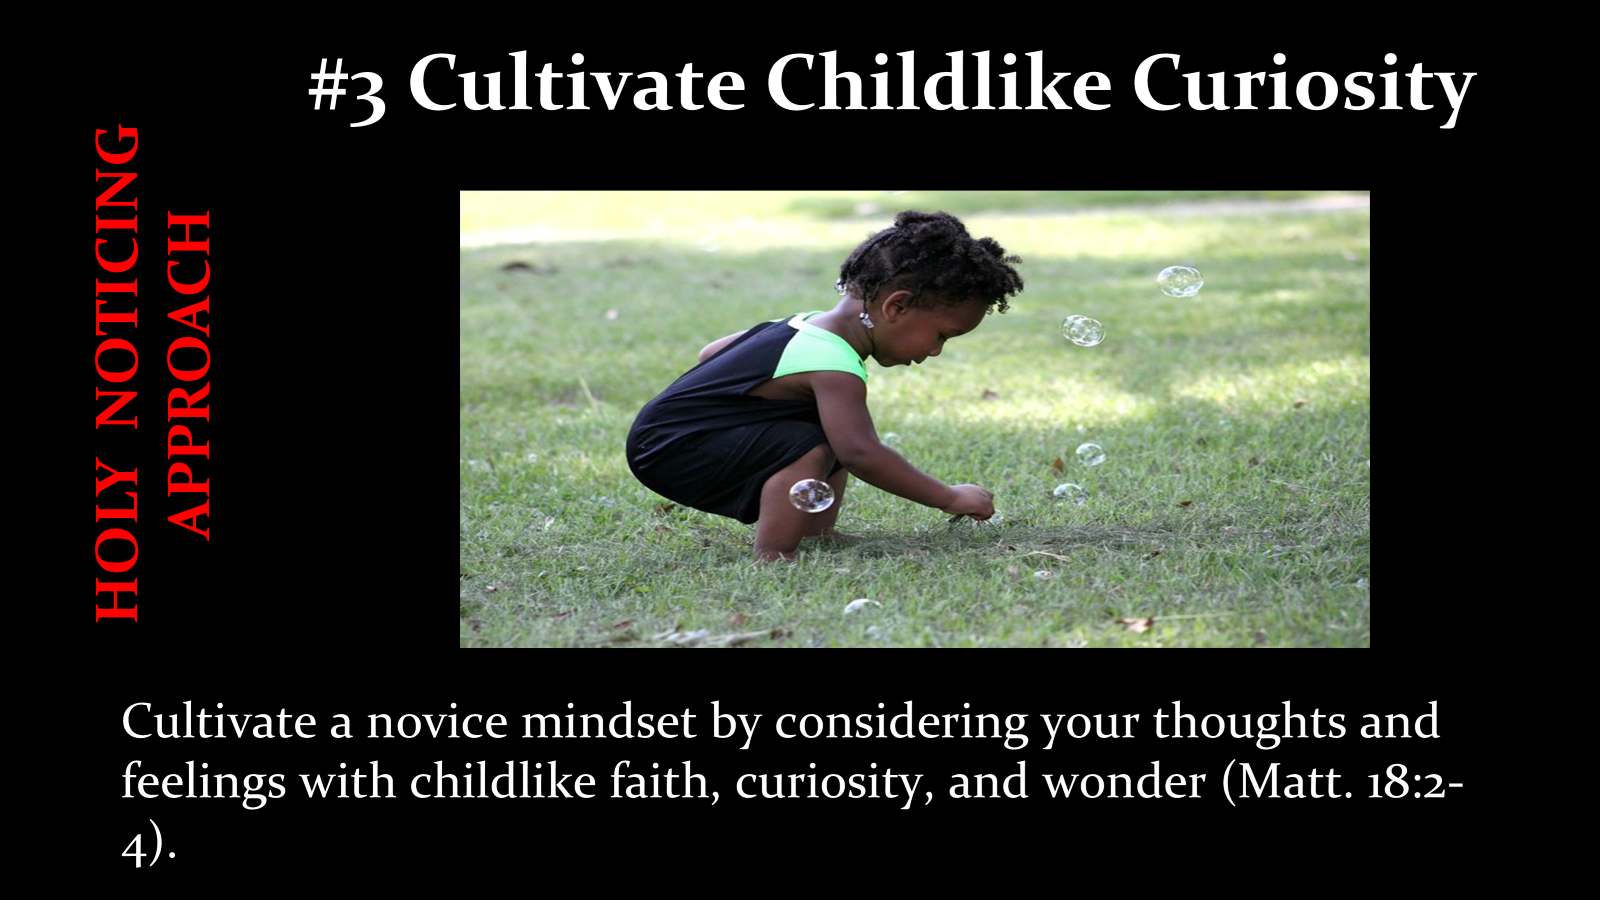 #3 Cultivate Childlike Curiosity
HOLY NOTICING
APPROACH
Cultivate a novice mindset by considering your thoughts and
feelings with childlike faith, curiosity, and wonder (Matt. 18:2-
4).